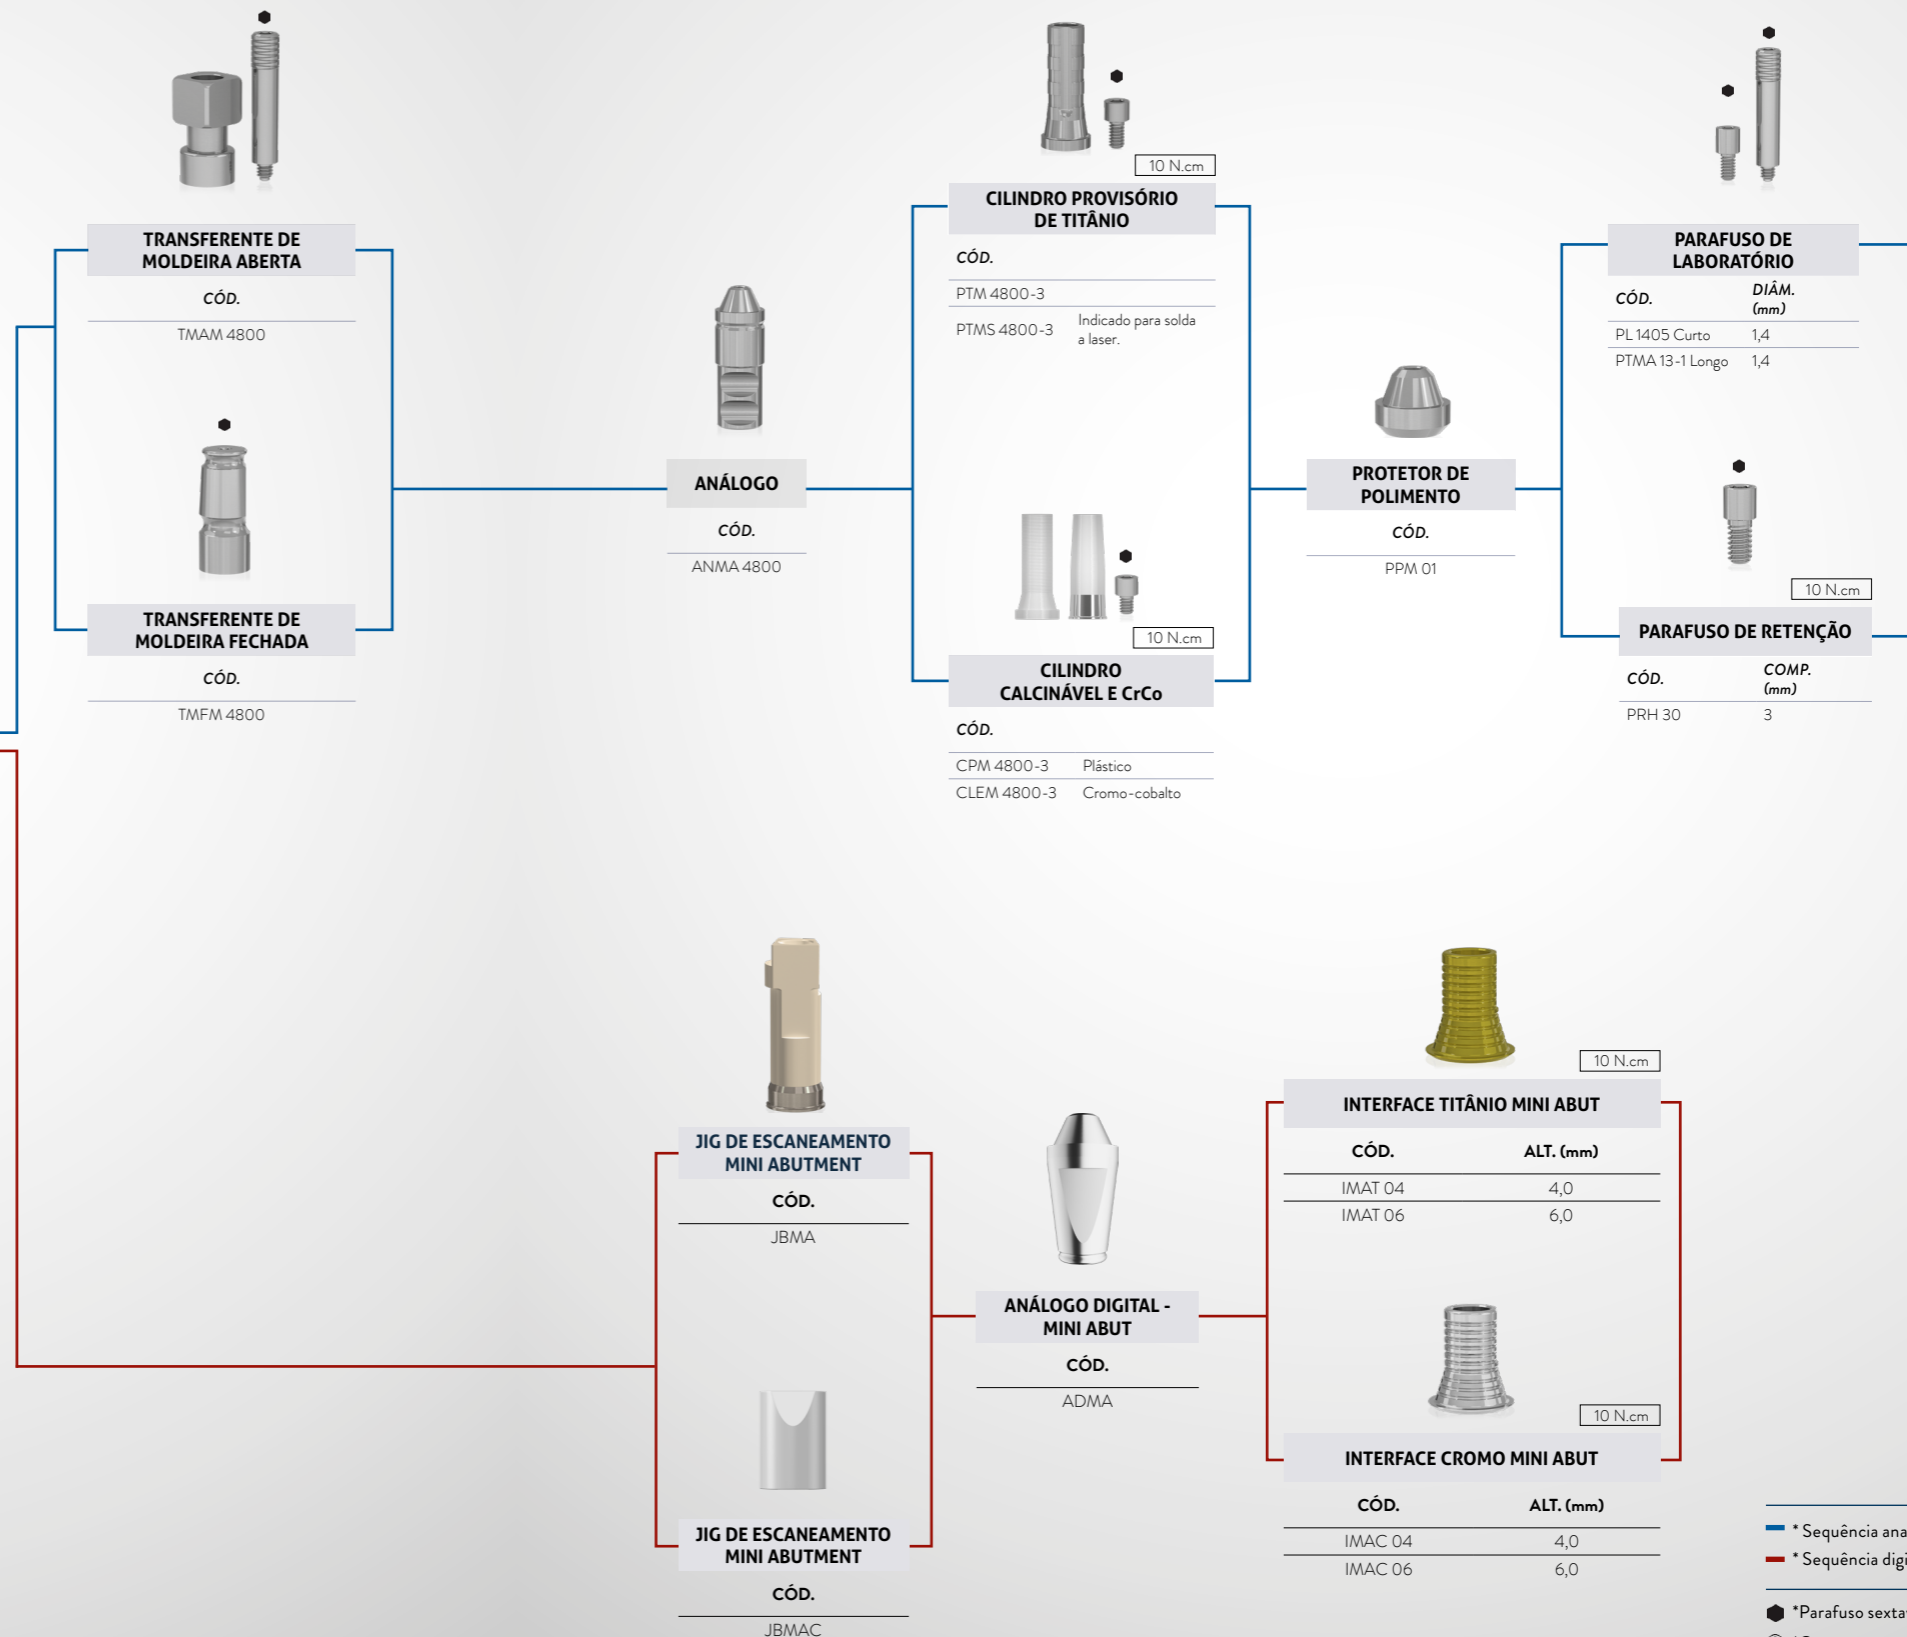 TRANSFERENTE DE
MOLDEIRA ABERTA
CÓD.
TMAM 4800
TRANSFERENTE DE
MOLDEIRA FECHADA
CÓD.
TMFM 4800
ANÁLOGO
CÓD.
ANMA 4800
10 N.cm
CILINDRO PROVISÓRIO
DE TITÂNIO
CÓD.
PTM 4800-3
PTMS 4800-3 Indicado para solda
a laser.
10 N.cm
CILINDRO
CALCINÁVEL E CrCo
CÓD.
CPM 4800-3 Plástico
CLEM 4800-3 Cromo-cobalto
PROTETOR DE
POLIMENTO
CÓD.
PPM 01
PARAFUSO DE
LABORATÓRIO
CÓD. DIÂM.
(mm)
PL 1405 Curto 1,4
PTMA 13-1 Longo 1,4
10 N.cm
PARAFUSO DE RETENÇÃO
CÓD. COMP.
(mm)
PRH 30 3
JIG DE ESCANEAMENTO
MINI ABUTMENT
CÓD.
JBMA
JIG DE ESCANEAMENTO
MINI ABUTMENT
CÓD.
JBMAC
ANÁLOGO DIGITAL -
MINI ABUT
CÓD.
ADMA
10 N.cm
INTERFACE TITÂNIO MINI ABUT
CÓD. ALT. (mm)
IMAT 04 4,0
IMAT 06 6,0
10 N.cm
INTERFACE CROMO MINI ABUT
CÓD. ALT. (mm)
IMAC 04 4,0
IMAC 06 6,0
* Sequência ana
* Sequência digi
*Parafuso sexta